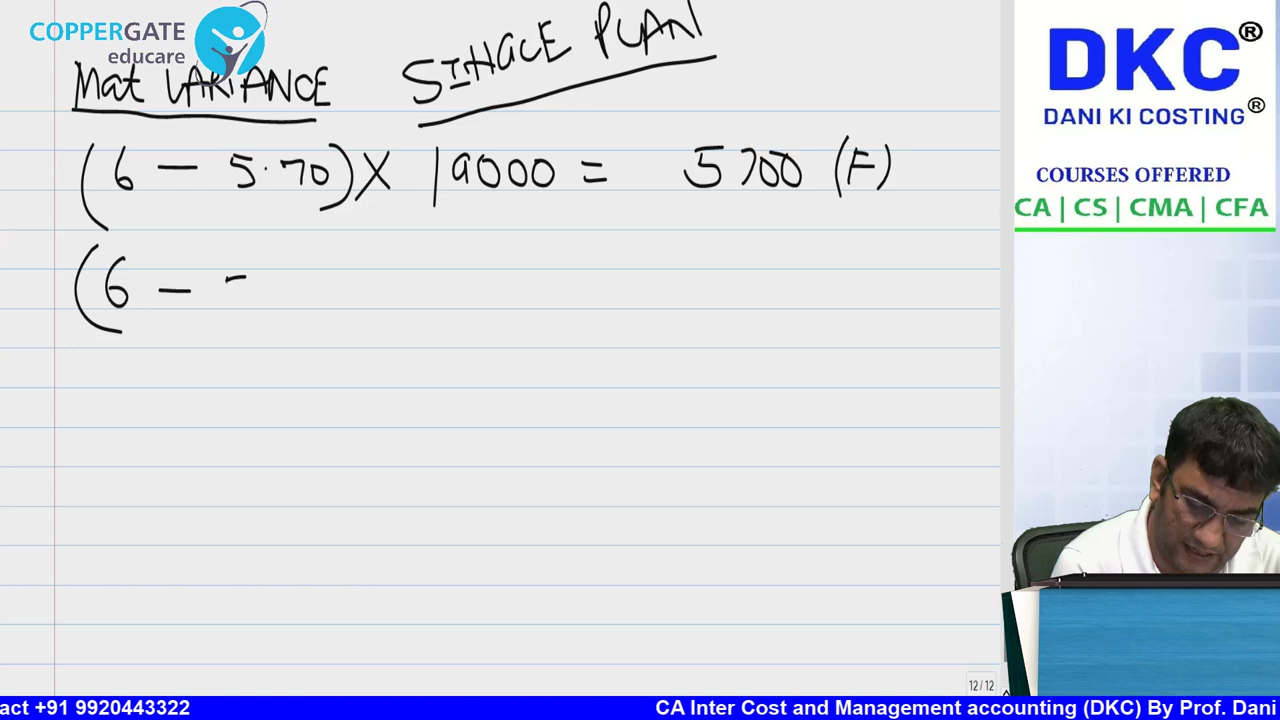 COPPERGATE
educare
Mat VARIANCE SINGLE PLAN
(6 — 5.70) X 19000 = 5700 (F)
(6 —
12/12
DKC®
DANI KI COSTING®
COURSES OFFERED
CA | CS | CMA | CFA
act +91 9920443322 CA Inter Cost and Management accounting (DKC) By Prof. Dani